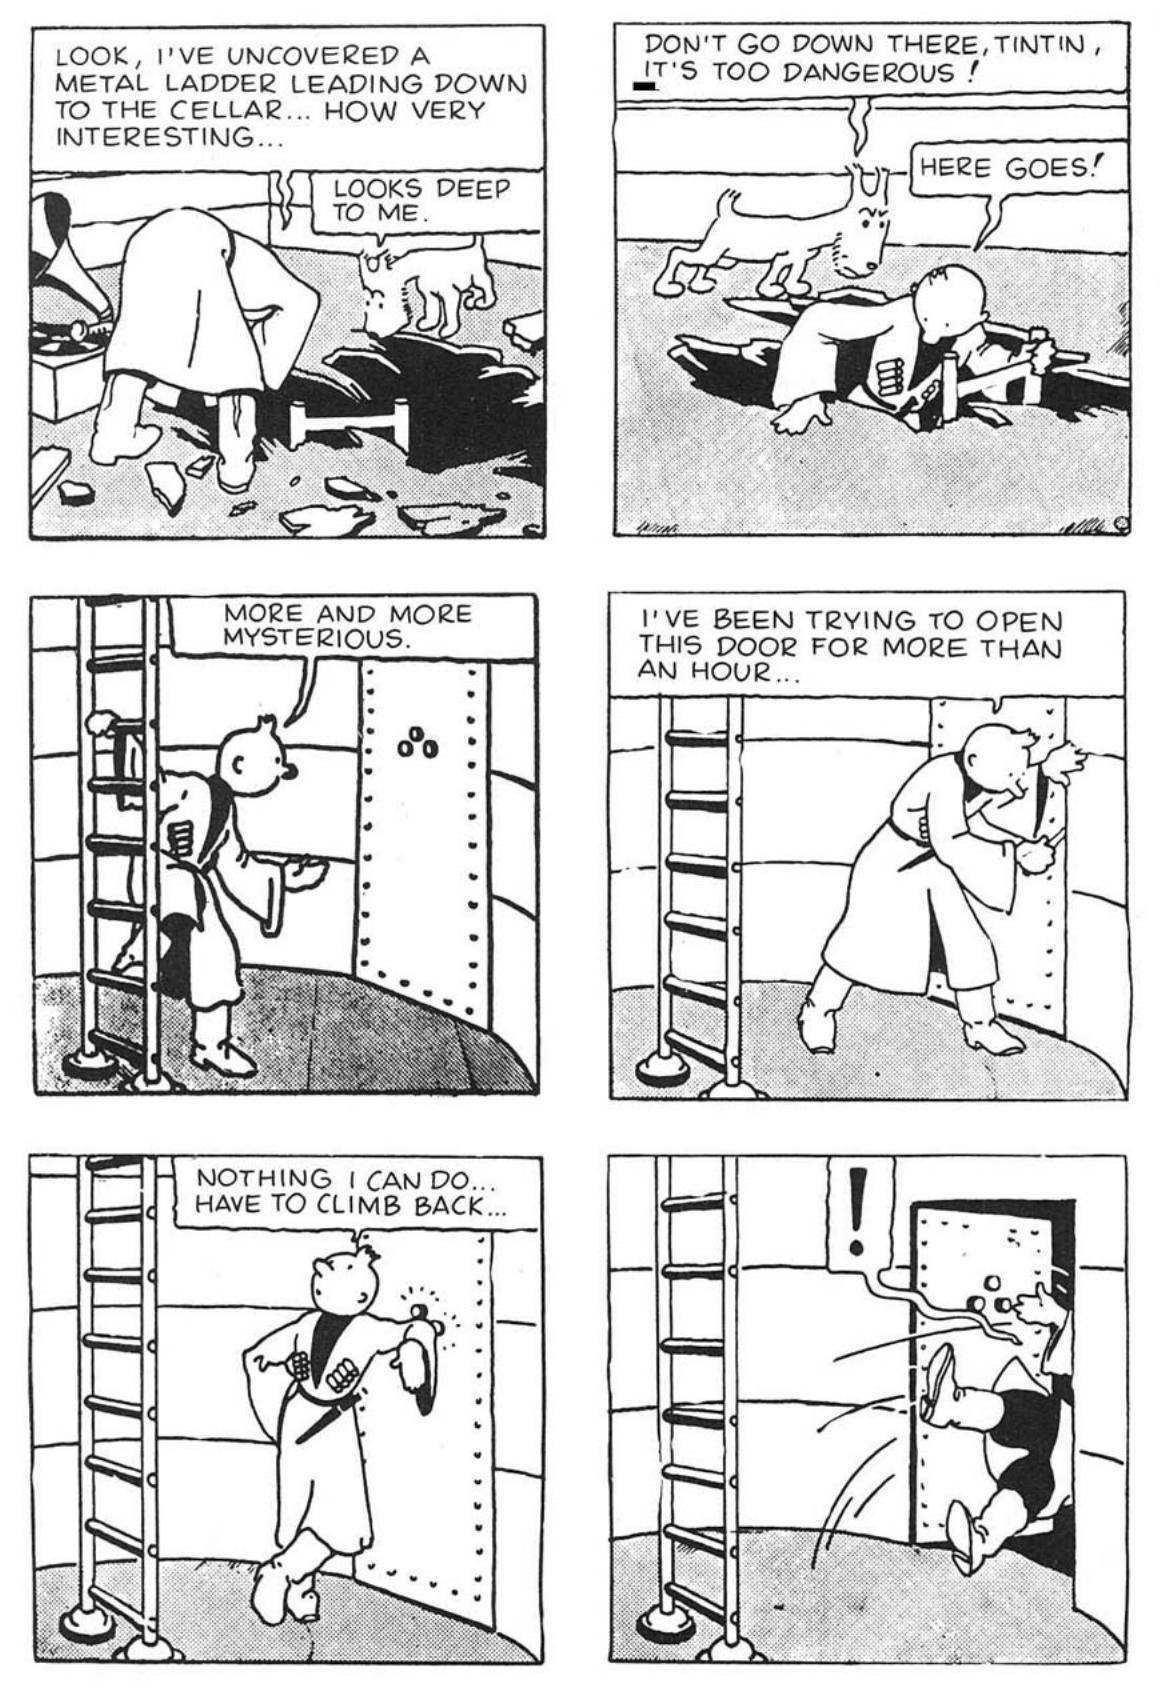 LOOK, I'VE UNCOVERED A
METAL LADDER LEADING DOWN
TO THE CELLAR... HOW VERY
INTERESTING...
LOOKS DEEP
TO ME.
DON'T GO DOWN THERE, TINTIN,
IT'S TOO DANGEROUS!
HERE GOES!
MORE AND MORE
MYSTERIOUS.
I'VE BEEN TRYING TO OPEN
THIS DOOR FOR MORE THAN
AN HOUR...
NOTHING I CAN DO...
HAVE TO CLIMB BACK...
!